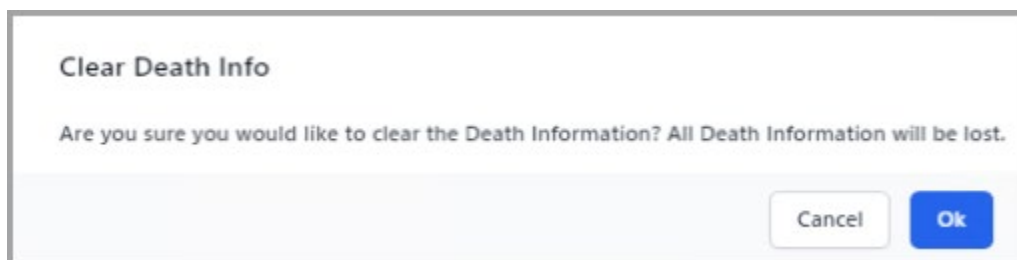 Clear Death Info
Are you sure you would like to clear the Death Information? All Death Information will be lost.
Cancel
Ok